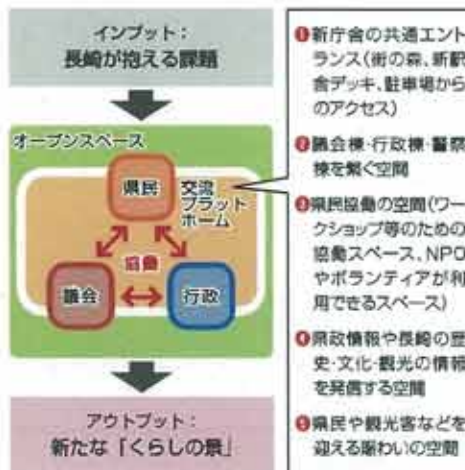 インプット：
長崎が抱える課題
オープンスペース
県民
交流
プラット
ホーム
協働
議会
行政
アウトプット：
新たな「くらしの景」
❶新庁舎の共通エント
ランス（街の森、新駅
舎デッキ、駐車場から
のアクセス）
❷議会棟・行政棟・警察
棟を繋ぐ空間
❸県民協働の空間（ワー
クショップ等のための
協働スペース、NPO
やボランティアが利
用できるスペース）
❹県政情報や長崎の歴
史・文化・観光の情報
を発信する空間
❺県民や観光客などを
迎える賑わいの空間